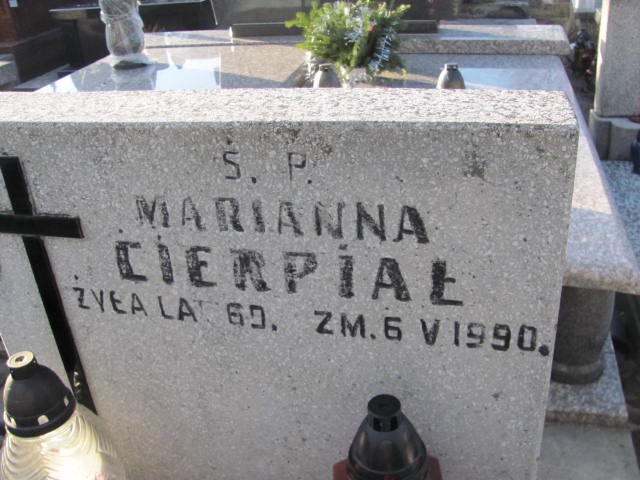 Ś. P.
MARIANNA
CIERPIAŁ
ŻYŁA LAT 69. ZM. 6 V 1990.